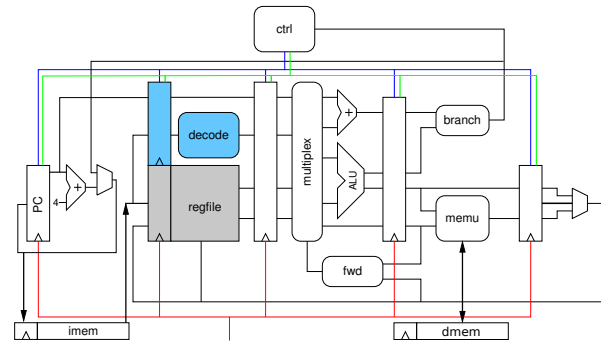 ctrl
decode
multiplex
+
branch
PC
+
4
ALU
regfile
memu
fwd
imem
dmem